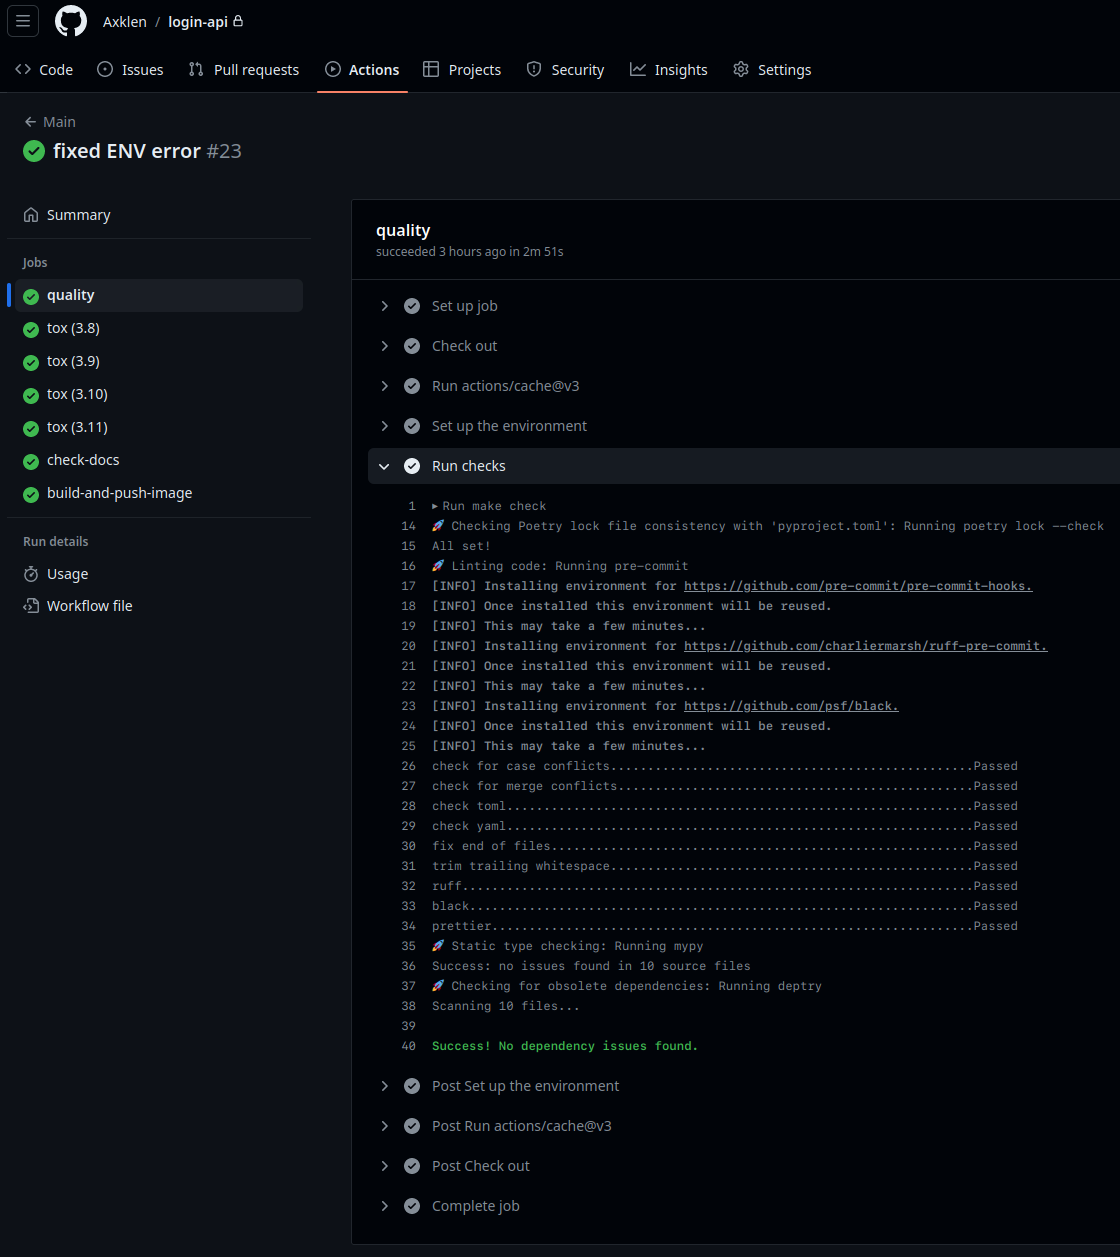 Axklen / login-api
Code Issues Pull requests Actions Projects Security Insights Settings
Main
fixed ENV error #23
Summary
Jobs
quality
tox (3.8)
tox (3.9)
tox (3.10)
tox (3.11)
check-docs
build-and-push-image
Run details
Usage
Workflow file
quality
succeeded 3 hours ago in 2m 51s
Set up job
Check out
Run actions/cache@v3
Set up the environment
Run checks
1 Run make check
14 🚀 Checking Poetry lock file consistency with 'pyproject.toml': Running poetry lock --check
15 All set!
16 🚀 Linting code: Running pre-commit
17 [INFO] Installing environment for https://github.com/pre-commit/pre-commit-hooks.
18 [INFO] Once installed this environment will be reused.
19 [INFO] This may take a few minutes...
20 [INFO] Installing environment for https://github.com/charliermarsh/ruff-pre-commit.
21 [INFO] Once installed this environment will be reused.
22 [INFO] This may take a few minutes...
23 [INFO] Installing environment for https://github.com/psf/black.
24 [INFO] Once installed this environment will be reused.
25 [INFO] This may take a few minutes...
26 check for case conflicts.................................................Passed
27 check for merge conflicts................................................Passed
28 check toml...............................................................Passed
29 check yaml...............................................................Passed
30 fix end of files.........................................................Passed
31 trim trailing whitespace.................................................Passed
32 ruff.....................................................................Passed
33 black....................................................................Passed
34 prettier.................................................................Passed
35 🚀 Static type checking: Running mypy
36 Success: no issues found in 10 source files
37 🚀 Checking for obsolete dependencies: Running deptry
38 Scanning 10 files...
39
40 Success! No dependency issues found.
Post Set up the environment
Post Run actions/cache@v3
Post Check out
Complete job